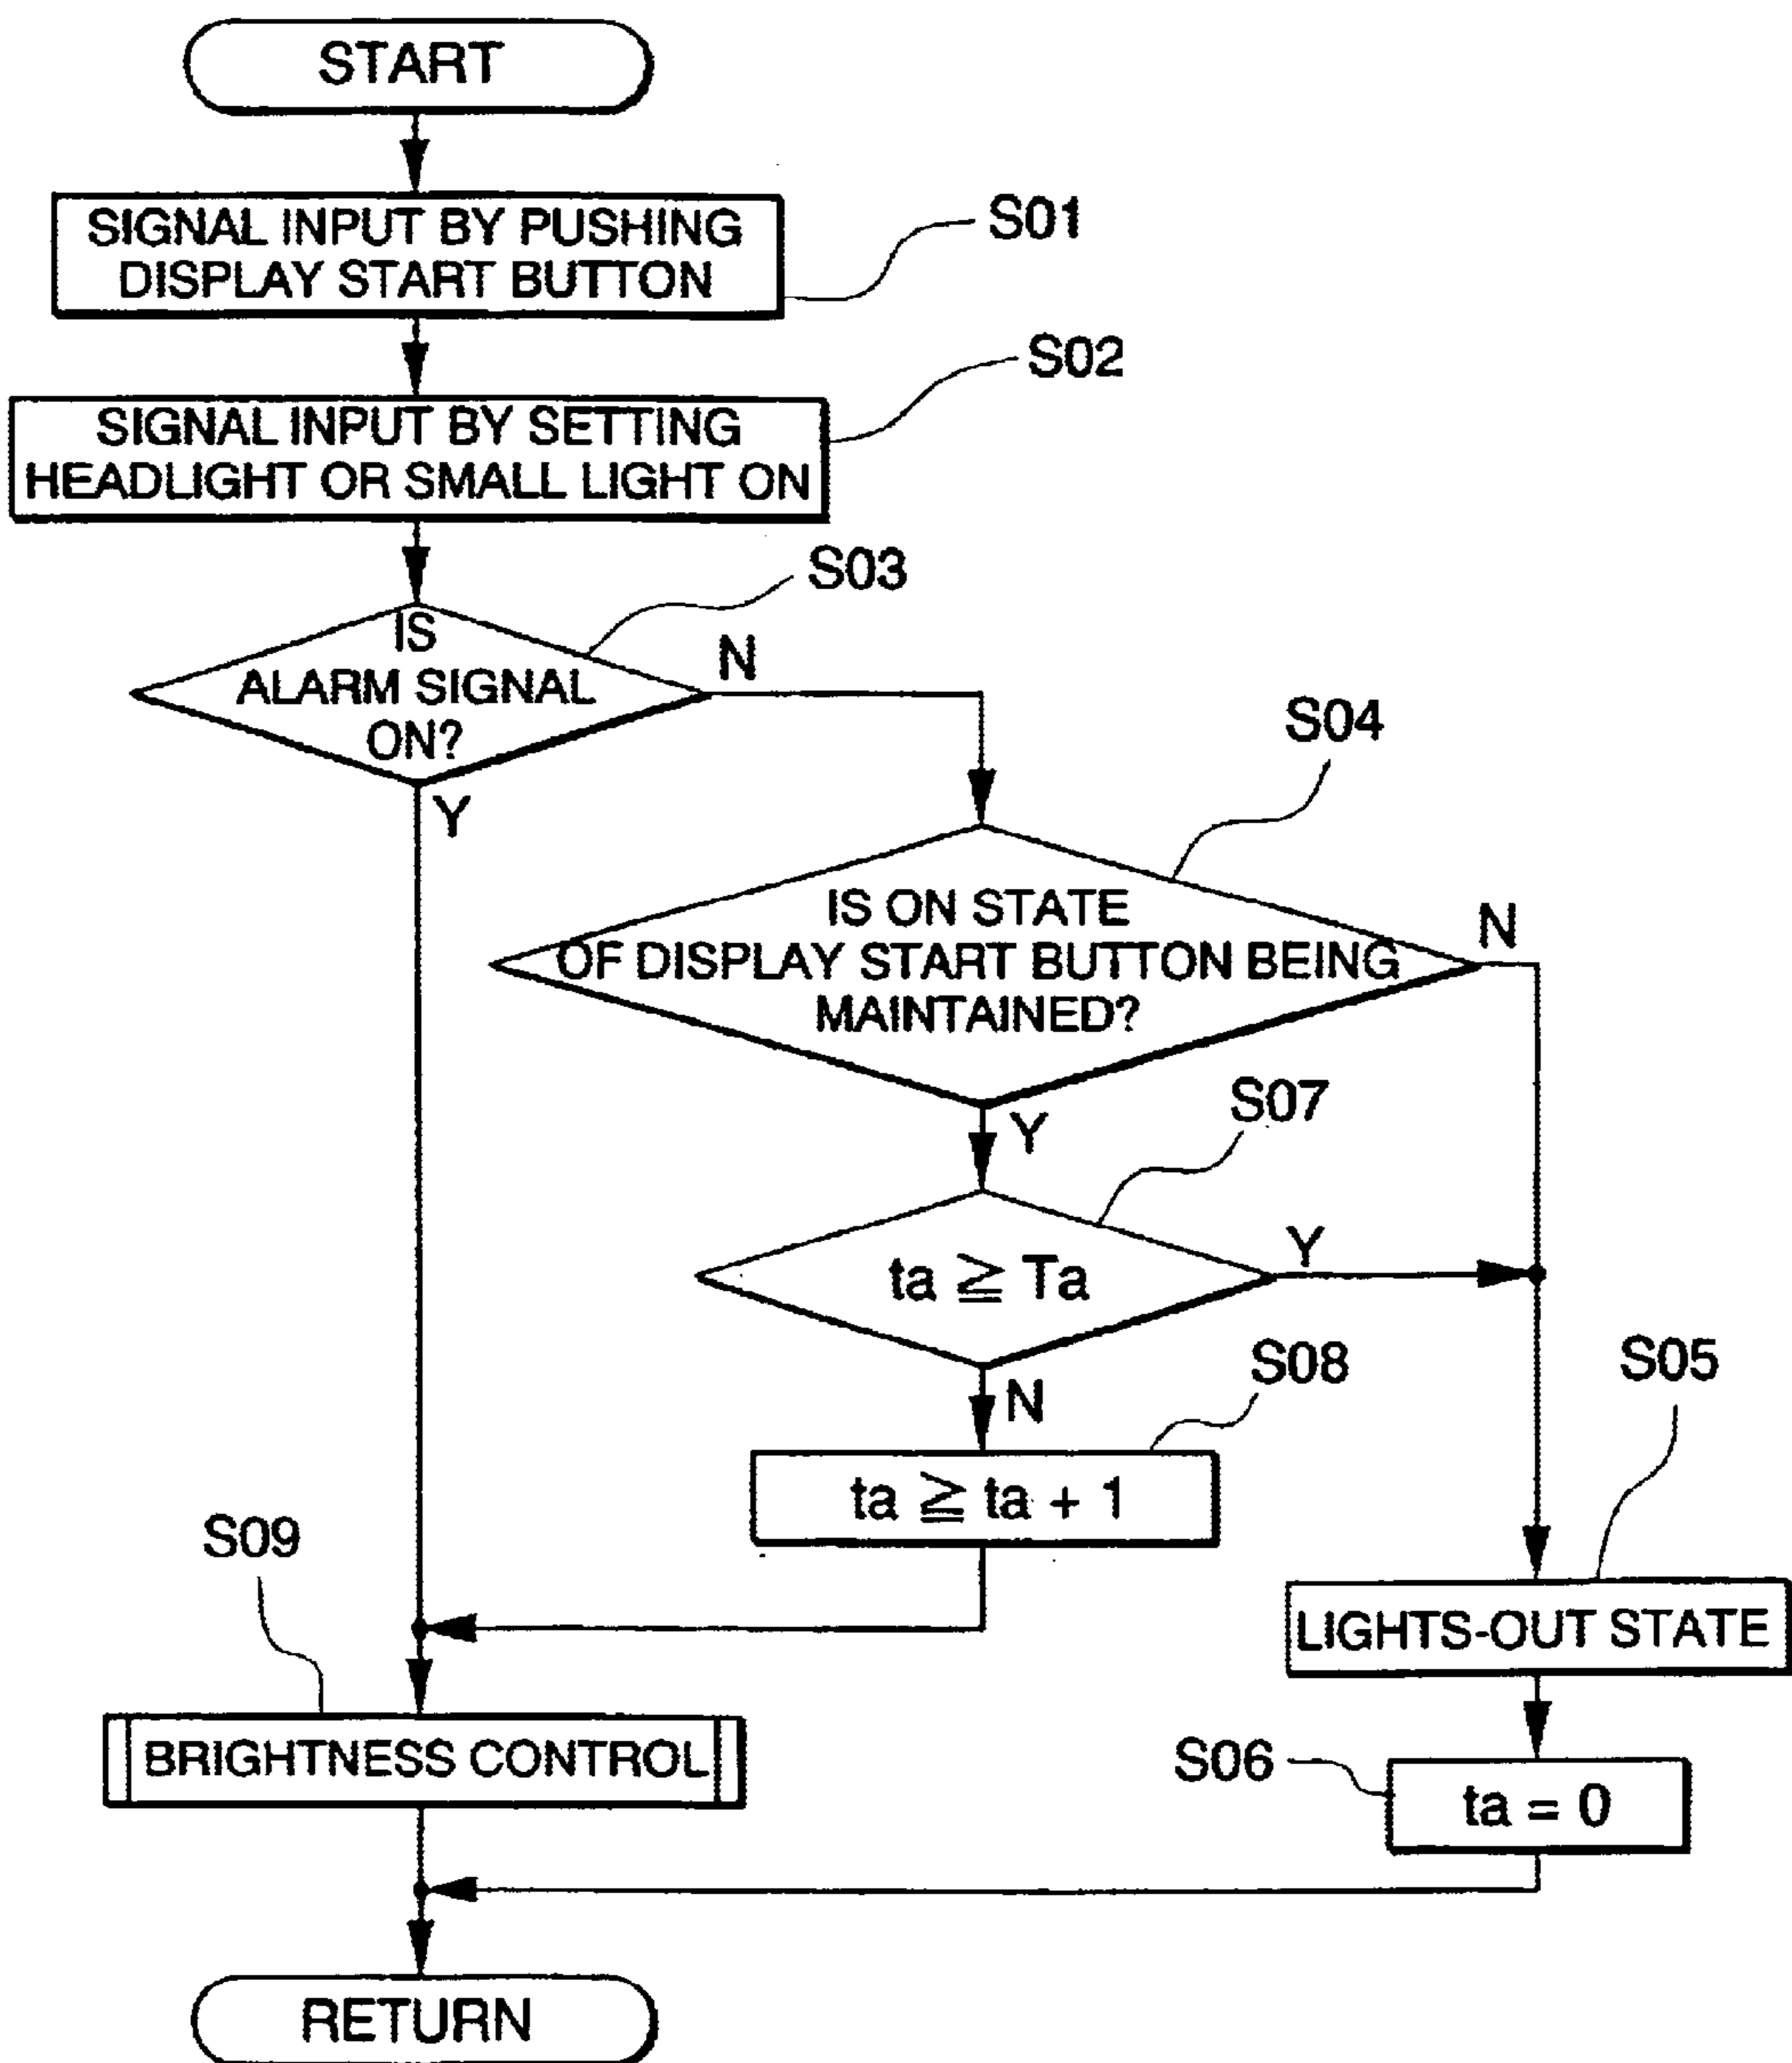 START
SIGNAL INPUT BY PUSHING
DISPLAY START BUTTON
S01
S02
SIGNAL INPUT BY SETTING
HEADLIGHT OR SMALL LIGHT ON
S03
IS
ALARM SIGNAL
ON?
N
Y
S04
IS ON STATE
OF DISPLAY START BUTTON BEING
MAINTAINED?
N
Y
S07
ta ≧ Ta
Y
N
S08
ta ≧ ta + 1
S05
LIGHTS-OUT STATE
S09
BRIGHTNESS CONTROL
S06
ta = 0
RETURN